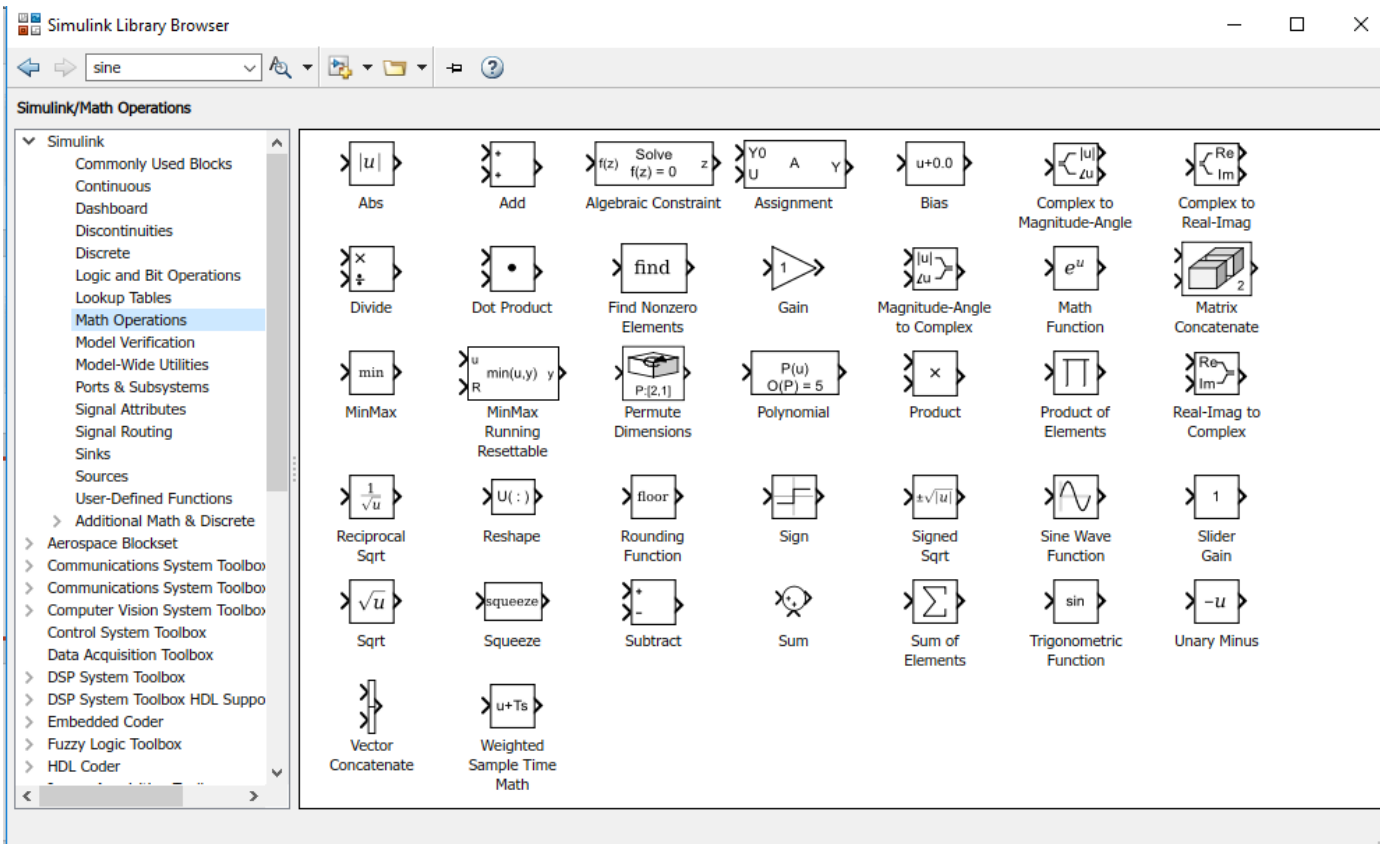 Simulink Library Browser
sine
Simulink/Math Operations
Simulink
Commonly Used Blocks
Continuous
Dashboard
Discontinuities
Discrete
Logic and Bit Operations
Lookup Tables
Math Operations
Model Verification
Model-Wide Utilities
Ports & Subsystems
Signal Attributes
Signal Routing
Sinks
Sources
User-Defined Functions
Additional Math & Discrete
Aerospace Blockset
Communications System Toolbox
Communications System Toolbox
Computer Vision System Toolbox
Control System Toolbox
Data Acquisition Toolbox
DSP System Toolbox
DSP System Toolbox HDL Suppo
Embedded Coder
Fuzzy Logic Toolbox
HDL Coder
|u|
Abs
+
+
Add
f(z) Solve f(z) = 0 z
Algebraic Constraint
Y0
U A Y
Assignment
u+0.0
Bias
|u|
∠u
Complex to
Magnitude-Angle
Re
Im
Complex to
Real-Imag
×
÷
Divide
Dot Product
find
Find Nonzero
Elements
1
Gain
|u|
∠u
Magnitude-Angle
to Complex
e^u
Math
Function
2
Matrix
Concatenate
min
MinMax
u
R min(u,y) y
MinMax
Running
Resettable
P:[2,1]
Permute
Dimensions
P(u)
O(P) = 5
Polynomial
×
Product
∏
Product of
Elements
Re
Im
Real-Imag to
Complex
1/√u
Reciprocal
Sqrt
U( : )
Reshape
floor
Rounding
Function
Sign
±√|u|
Signed
Sqrt
Sine Wave
Function
1
Slider
Gain
√u
Sqrt
squeeze
Squeeze
+
-
Subtract
+
+
Sum
∑
Sum of
Elements
sin
Trigonometric
Function
-u
Unary Minus
Vector
Concatenate
u+Ts
Weighted
Sample Time
Math